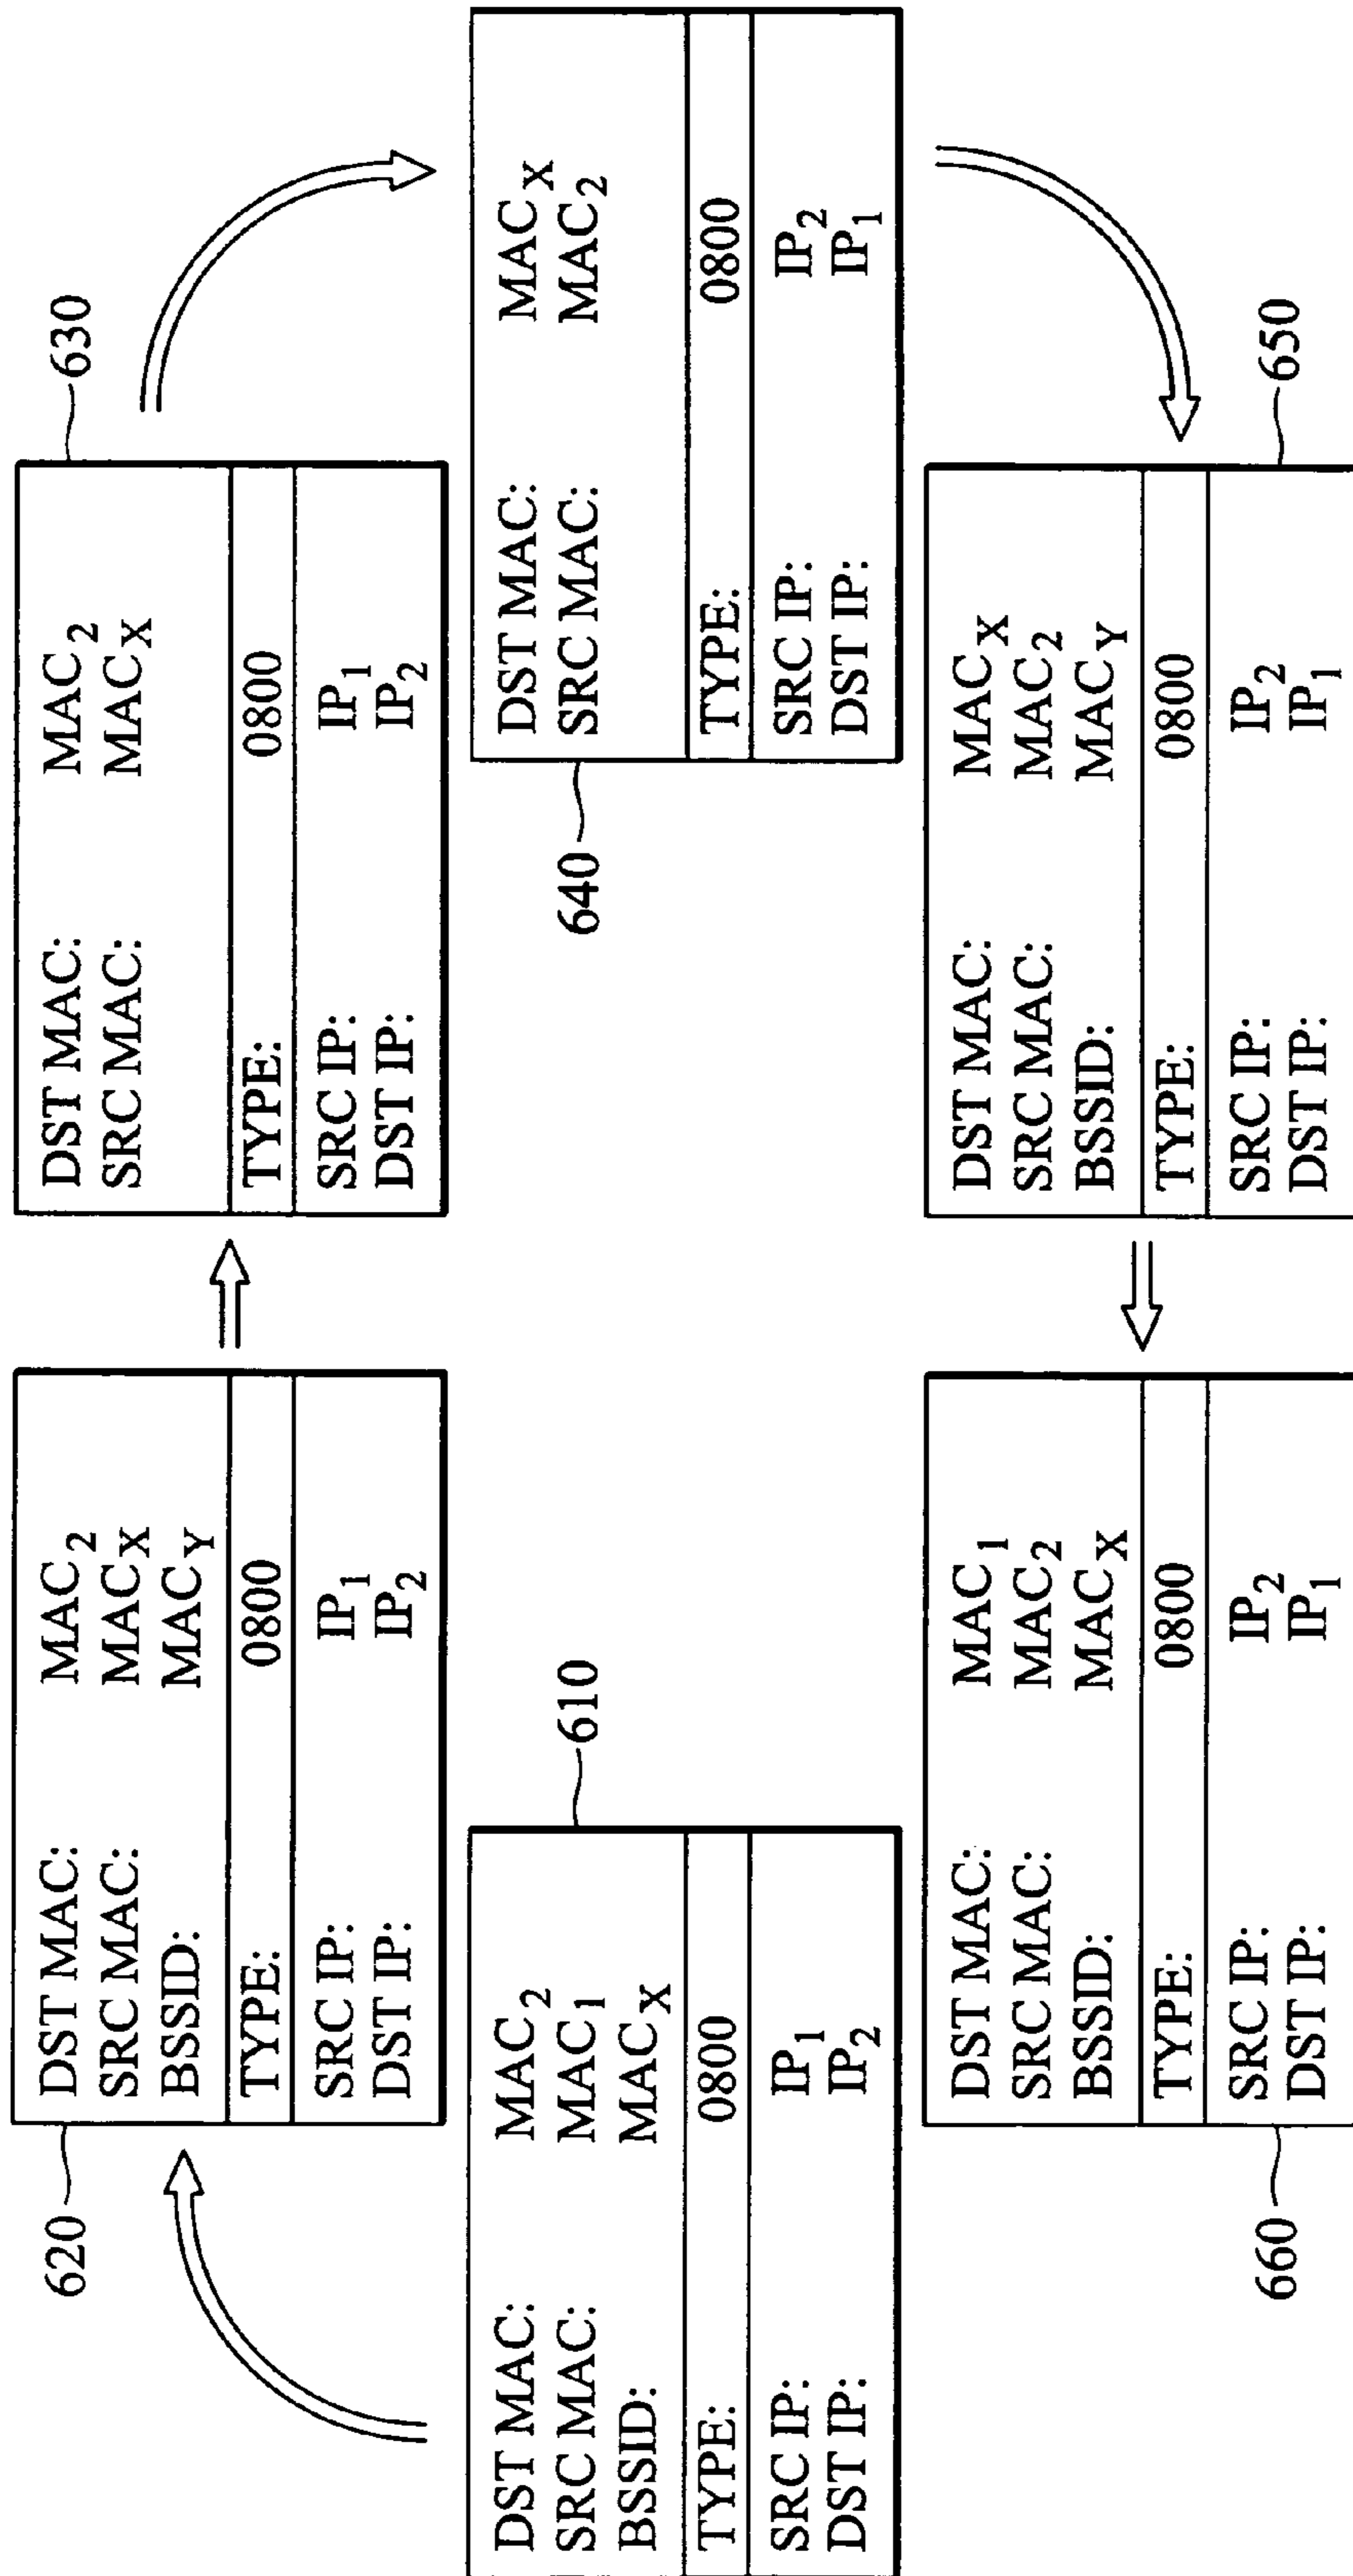 620
DST MAC: MAC2
SRC MAC: MACX
BSSID: MACY
TYPE: 0800
SRC IP: IP1
DST IP: IP2
630
DST MAC: MAC2
SRC MAC: MACX
TYPE: 0800
SRC IP: IP1
DST IP: IP2
610
DST MAC: MAC2
SRC MAC: MAC1
BSSID: MACX
TYPE: 0800
SRC IP: IP1
DST IP: IP2
640
DST MAC: MACX
SRC MAC: MAC2
TYPE: 0800
SRC IP: IP2
DST IP: IP1
660
DST MAC: MAC1
SRC MAC: MAC2
BSSID: MACX
TYPE: 0800
SRC IP: IP2
DST IP: IP1
650
DST MAC: MACX
SRC MAC: MAC2
BSSID: MACY
TYPE: 0800
SRC IP: IP2
DST IP: IP1